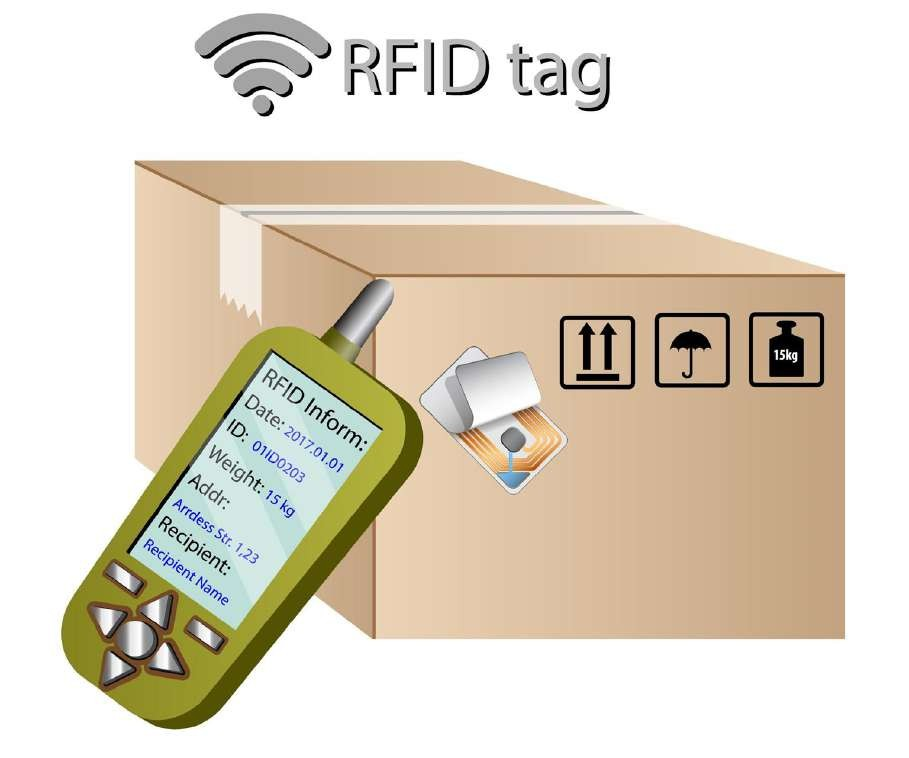 RFID tag
15kg
RFID Inform:
Date: 2017.01.01
ID: 01ID0203
Weight: 15 kg
Addr:
Arrdess Str. 1,23
Recipient:
Recipient Name